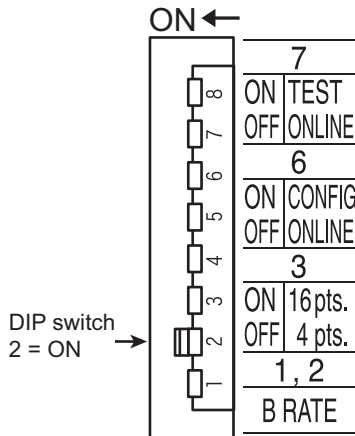 ON
8
7
6
5
4
3
2
1
DIP switch
2 = ON
7
ON TEST
OFF ONLINE
6
ON CONFIG
OFF ONLINE
3
ON 16 pts.
OFF 4 pts.
1, 2
B RATE